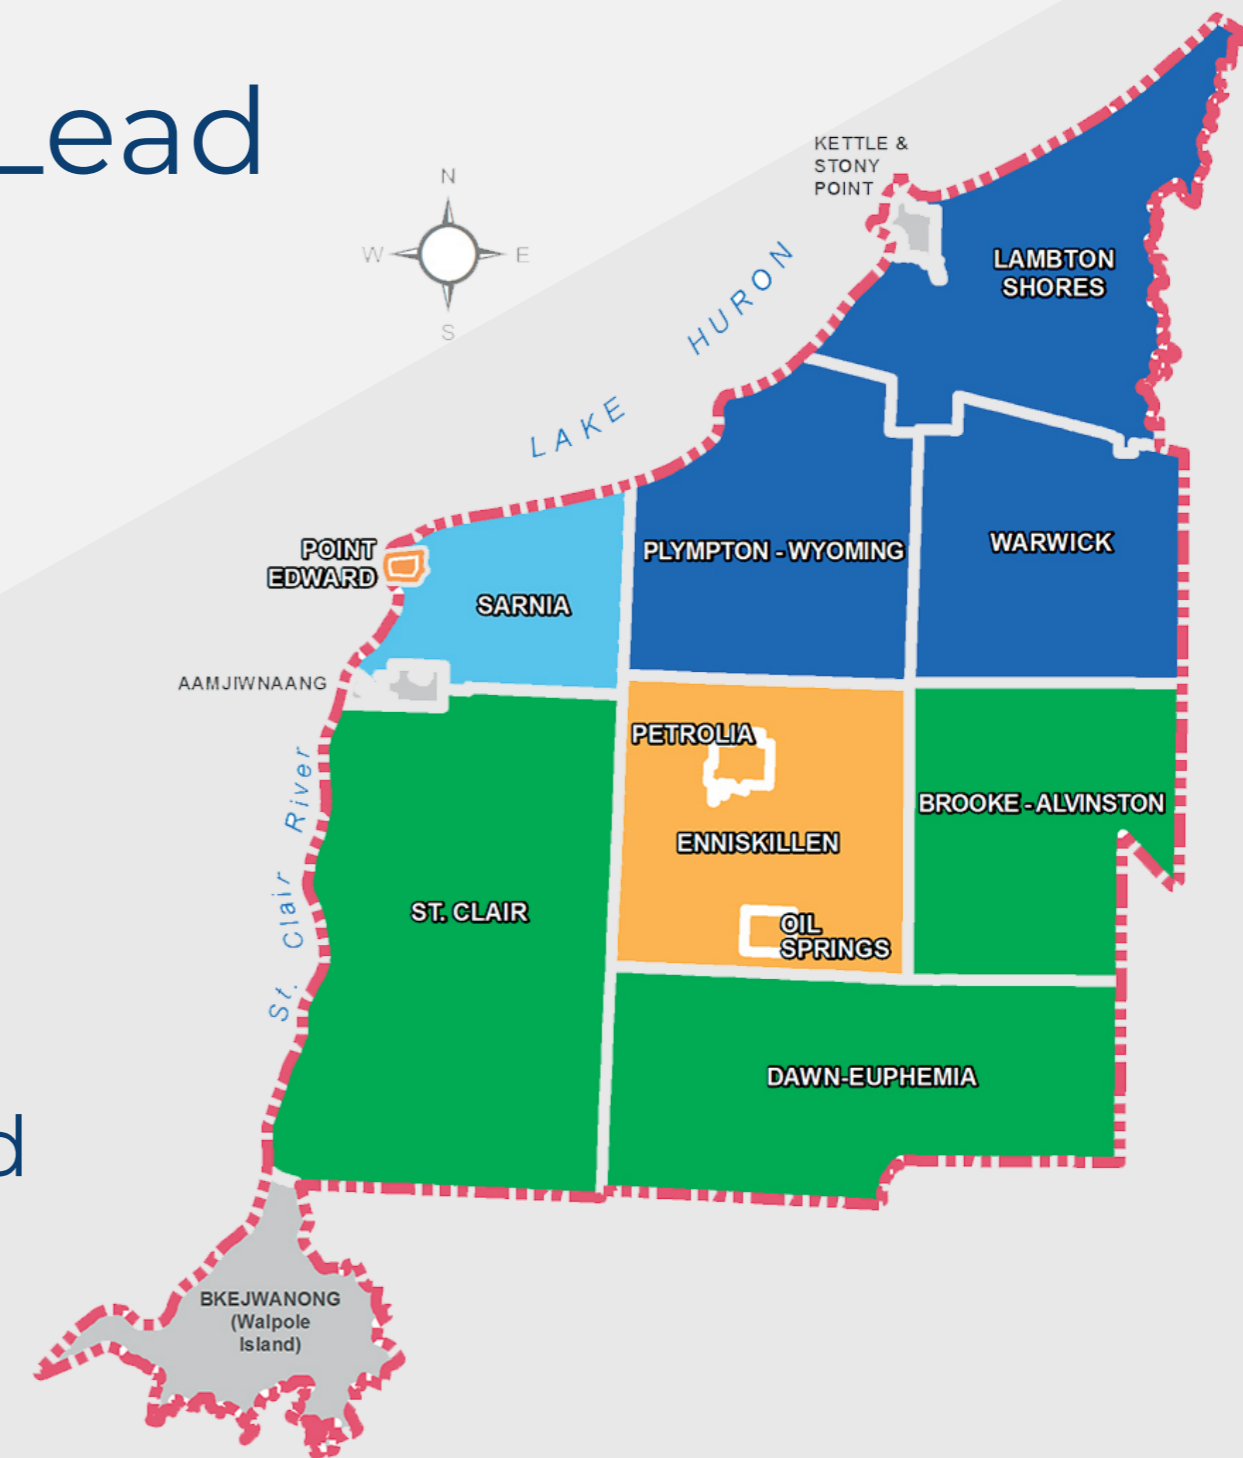 Lead
N
W E
S
KETTLE &
STONY
POINT
LAMBTON
SHORES
LAKE HURON
POINT
EDWARD
SARNIA
PLYMPTON - WYOMING
WARWICK
AAMJIWNAANG
PETROLIA
BROOKE - ALVINSTON
ENNISKILLEN
St. Clair River
ST. CLAIR
OIL
SPRINGS
DAWN-EUPHEMIA
d
BKEJWANONG
(Walpole
Island)